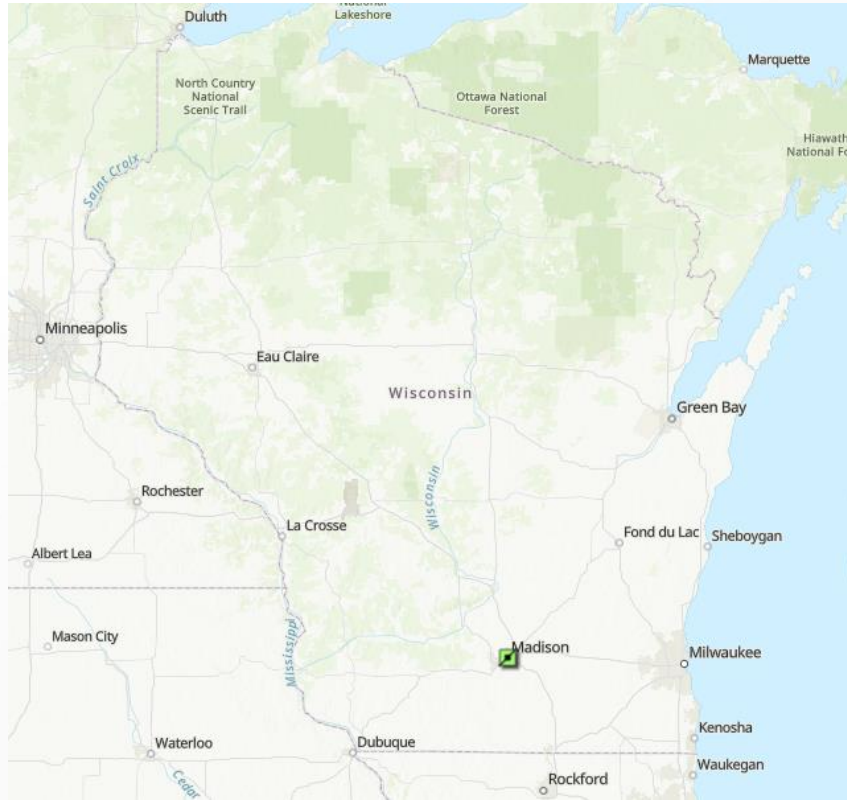 National
Lakeshore
Duluth
Marquette
North Country
National
Scenic Trail
Ottawa National
Forest
Hiawath
National Fo
Saint Croix
Minneapolis
Eau Claire
Wisconsin
Green Bay
Wisconsin
Rochester
La Crosse
Fond du Lac
Sheboygan
Albert Lea
Mason City
Mississippi
Madison
Milwaukee
Waterloo
Dubuque
Kenosha
Waukegan
Cedar
Rockford